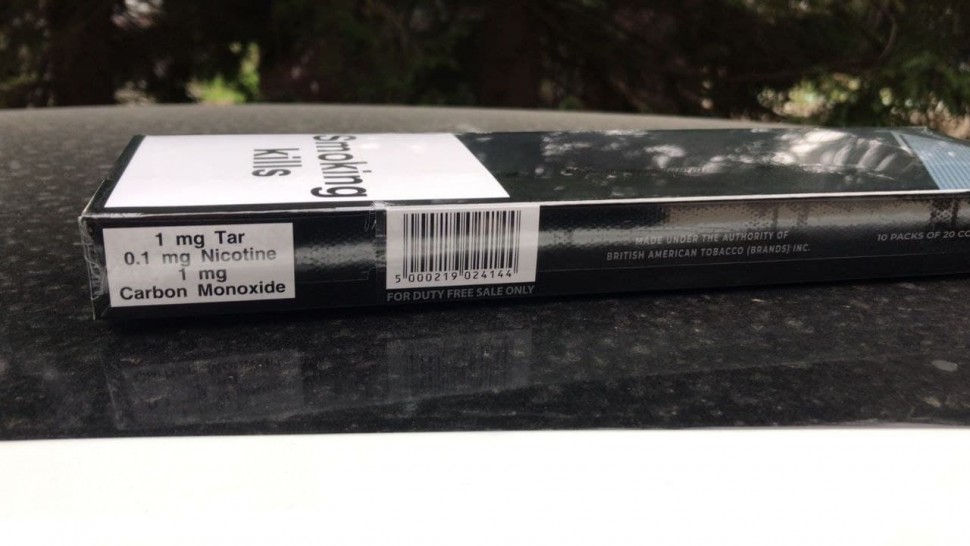 Smoking
kills
1 mg Tar
0.1 mg Nicotine
1 mg
Carbon Monoxide
5 000219 024144
FOR DUTY FREE SALE ONLY
MADE UNDER THE AUTHORITY OF
BRITISH AMERICAN TOBACCO (BRANDS) INC.
10 PACKS OF 20